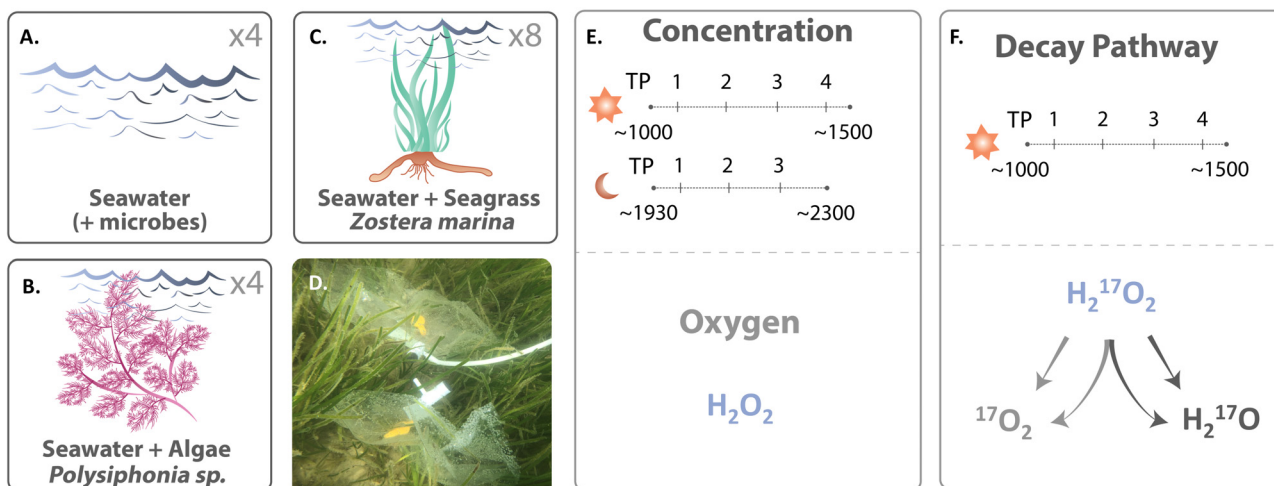 A.
x4
Seawater
(+ microbes)
B.
x4
Seawater + Algae
Polysiphonia sp.
C.
x8
Seawater + Seagrass
Zostera marina
D.
E.
Concentration
TP 1 2 3 4
~1000 ~1500
TP 1 2 3
~1930 ~2300
Oxygen
H₂O₂
F.
Decay Pathway
TP 1 2 3 4
~1000 ~1500
H₂¹⁷O₂
¹⁷O₂ H₂¹⁷O